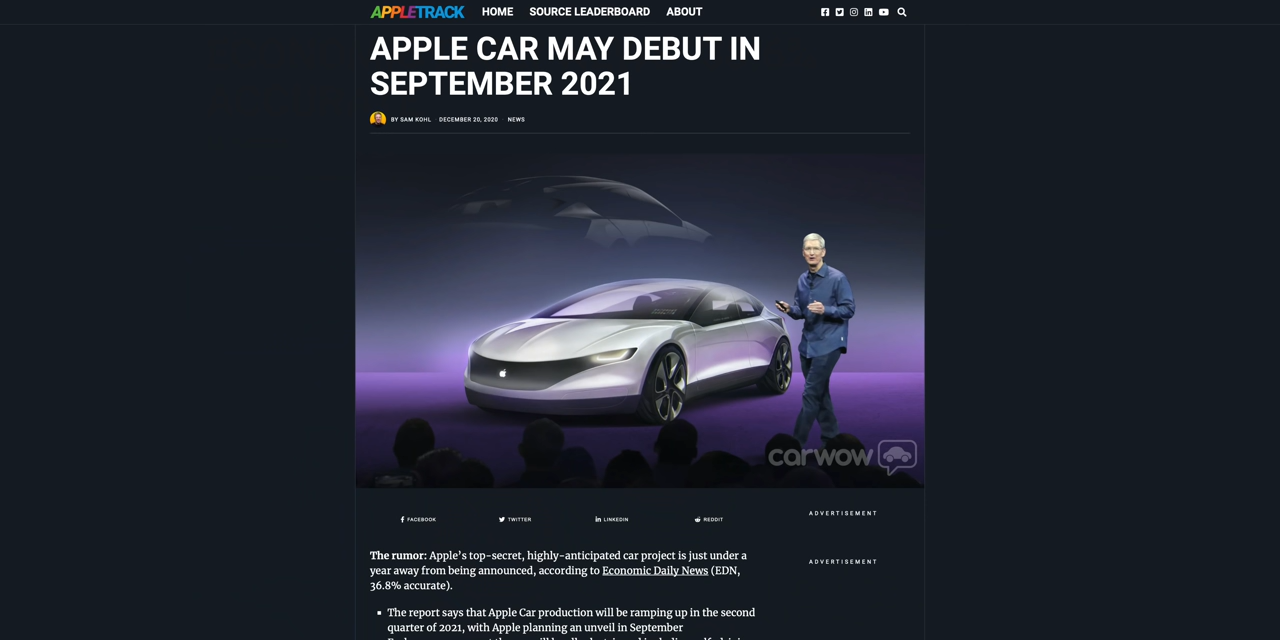 APPLETRACK HOME SOURCE LEADERBOARD ABOUT
APPLE CAR MAY DEBUT IN
SEPTEMBER 2021
BY SAM KOHL DECEMBER 20, 2020 NEWS
carwow
FACEBOOK TWITTER LINKEDIN REDDIT
ADVERTISEMENT
The rumor: Apple's top-secret, highly-anticipated car project is just under a
year away from being announced, according to Economic Daily News (EDN,
36.8% accurate).
ADVERTISEMENT
The report says that Apple Car production will be ramping up in the second
quarter of 2021, with Apple planning an unveil in September